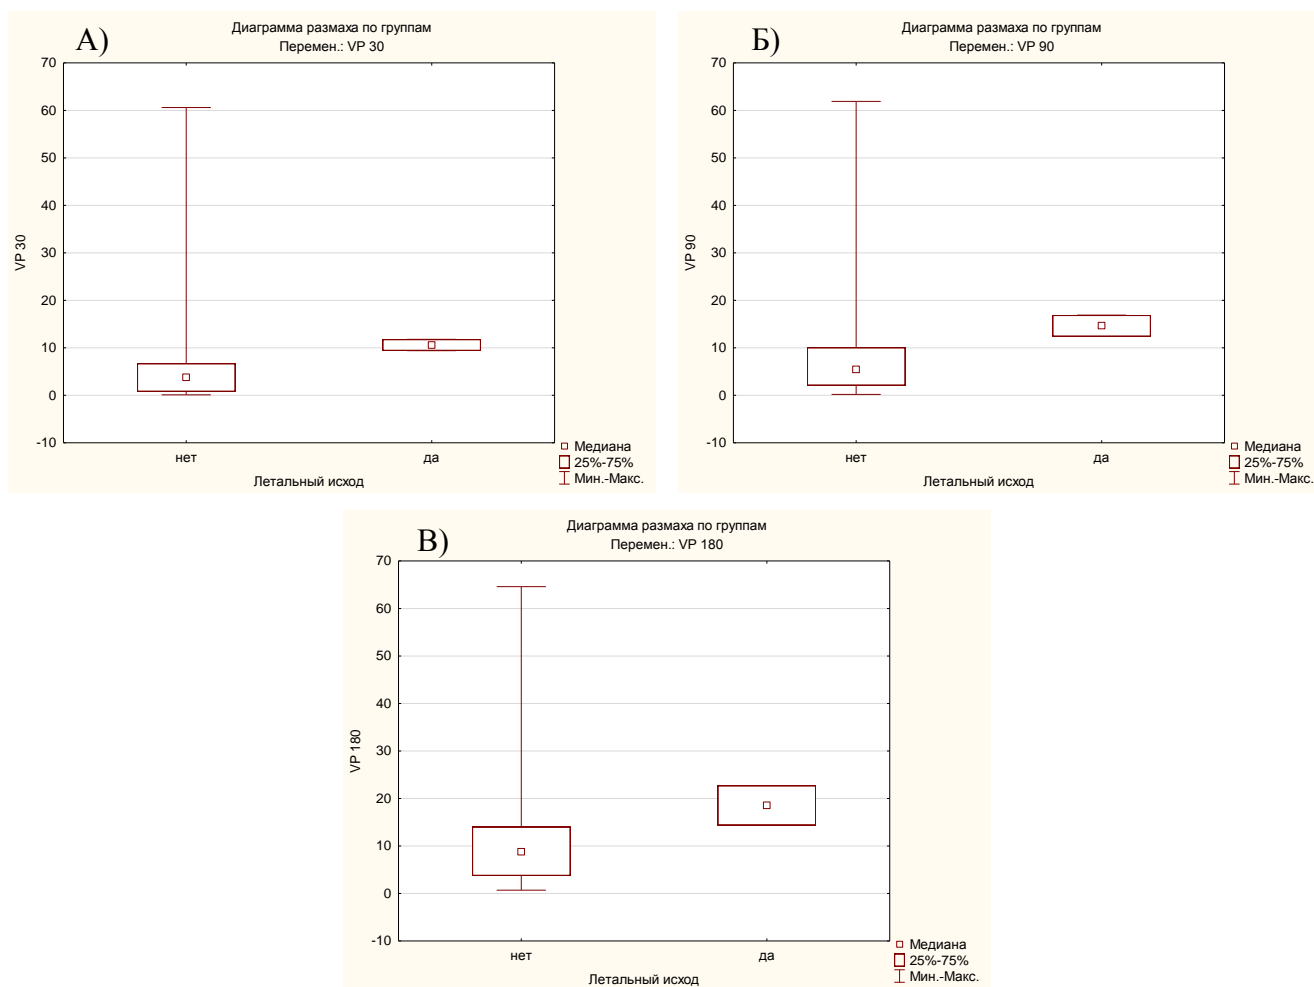 А)
Диаграмма размаха по группам
Перемен.: VP 30
70
60
50
40
30
20
10
0
-10
VP 30
нет
да
Летальный исход
Медиана
25%-75%
Мин.-Макс.
Б)
Диаграмма размаха по группам
Перемен.: VP 90
70
60
50
40
30
20
10
0
-10
VP 90
нет
да
Летальный исход
Медиана
25%-75%
Мин.-Макс.
В)
Диаграмма размаха по группам
Перемен.: VP 180
70
60
50
40
30
20
10
0
-10
VP 180
нет
да
Летальный исход
Медиана
25%-75%
Мин.-Макс.